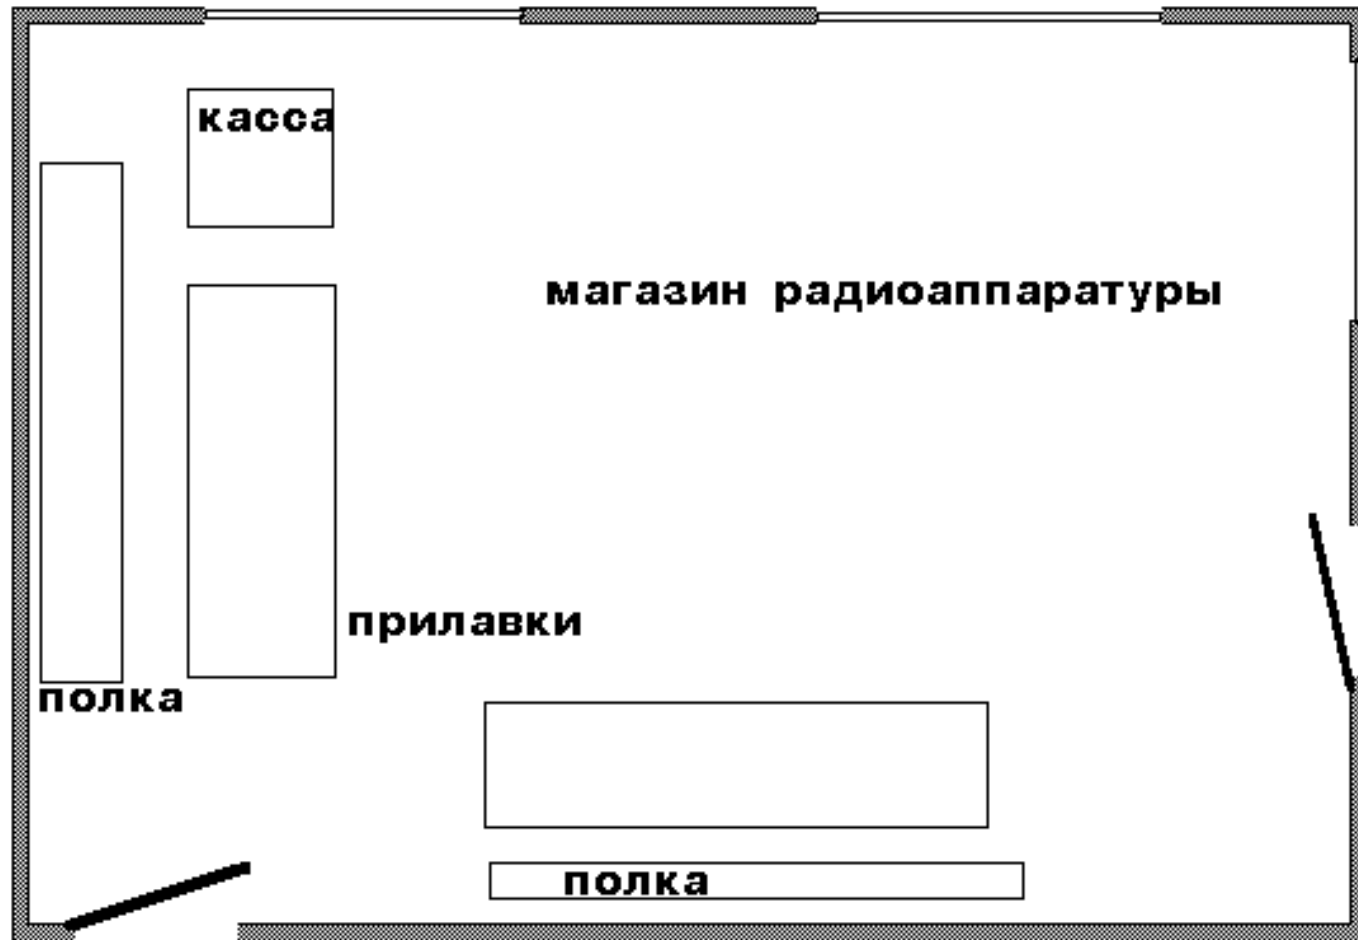 касса
магазин радиоаппаратуры
прилавки
полка
полка